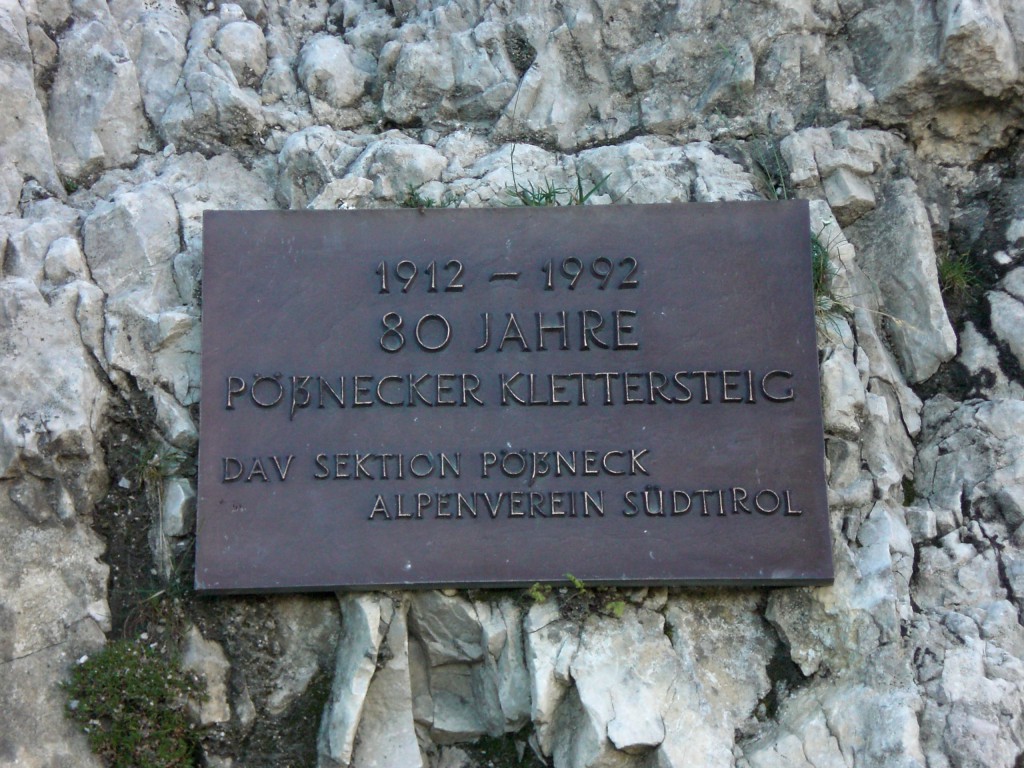 1912 – 1992
80 JAHRE
PÖßNECKER KLETTERSTEIG
DAV SEKTION PÖßNECK
ALPENVEREIN SÜDTIROL